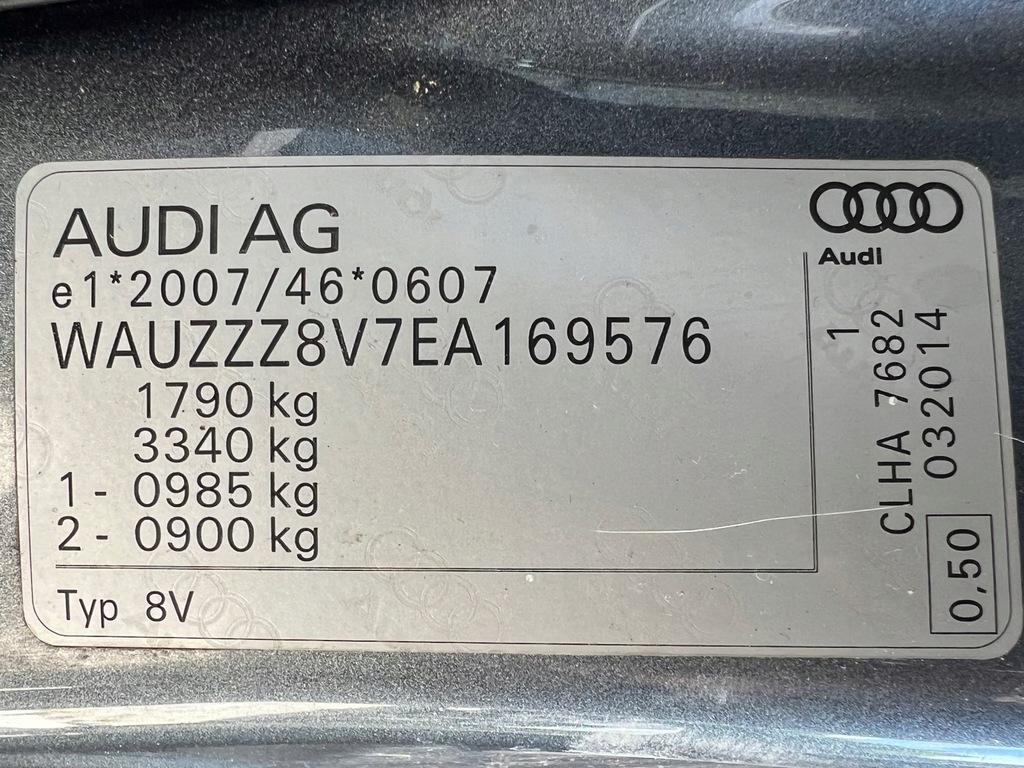 AUDI AG
e1*2007/46*0607
WAUZZZ8V7EA169576
1790 kg
3340 kg
1 - 0985 kg
2 - 0900 kg
Typ 8V
Audi
1
CLHA 7682
032014
0,50